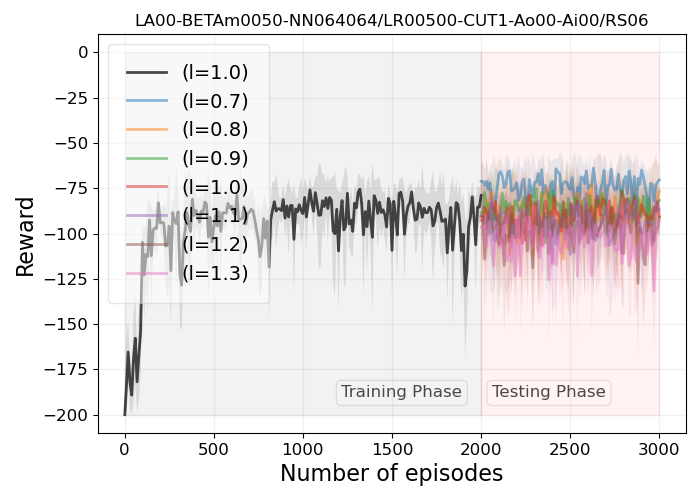 LA00-BETAm0050-NN064064/LR00500-CUT1-Ao00-Ai00/RS06
Reward
0
−25
−50
−75
−100
−125
−150
−175
−200
(l=1.0)
(l=0.7)
(l=0.8)
(l=0.9)
(l=1.0)
(l=1.1)
(l=1.2)
(l=1.3)
Training Phase
Testing Phase
0 500 1000 1500 2000 2500 3000
Number of episodes